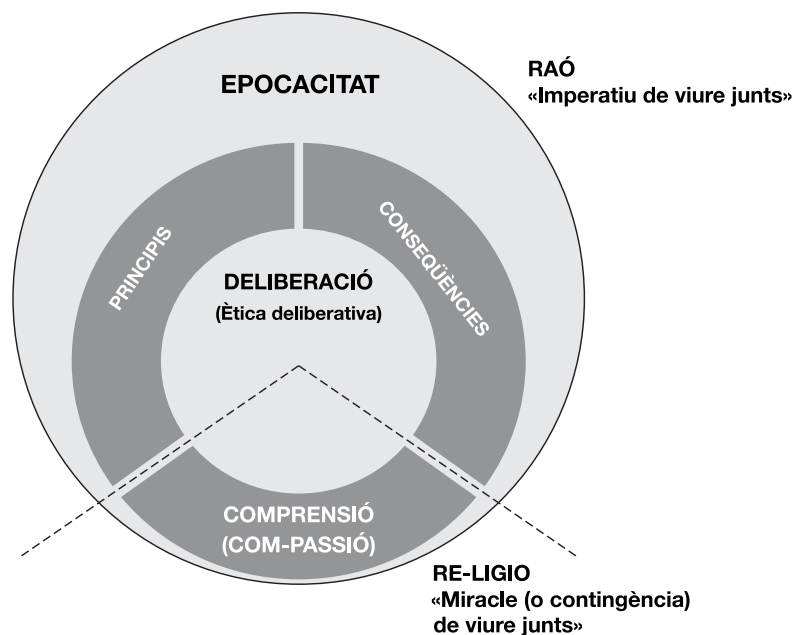 EPOCACITAT
RAÓ
«Imperatiu de viure junts»
PRINCIPIS
CONSEQÜÈNCIES
DELIBERACIÓ
(Ètica deliberativa)
COMPRENSIÓ
(COM-PASSIÓ)
RE-LIGIO
«Miracle (o contingència)
de viure junts»